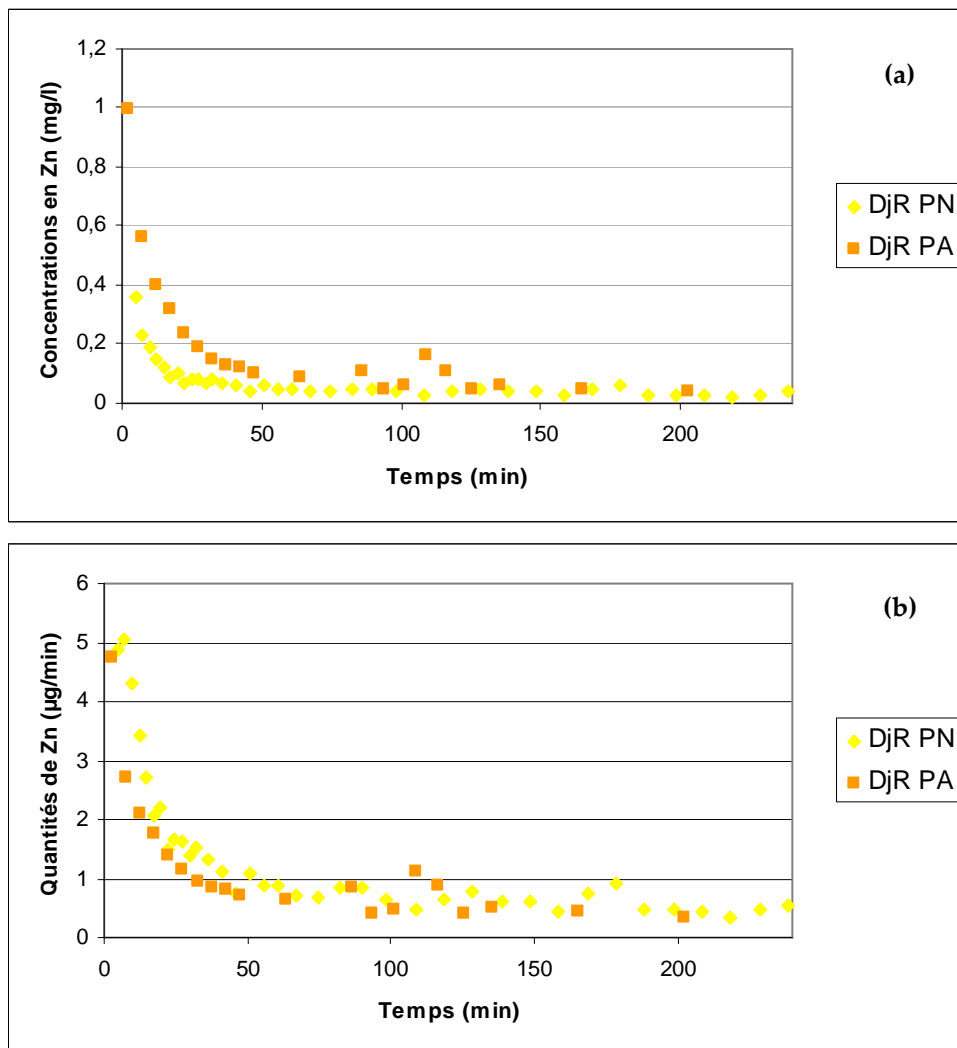 (a)
Concentrations en Zn (mg/l)
1,2
1
0,8
0,6
0,4
0,2
0
0 50 100 150 200
Temps (min)
DjR PN
DjR PA
(b)
Quantités de Zn (µg/min)
6
5
4
3
2
1
0
0 50 100 150 200
Temps (min)
DjR PN
DjR PA